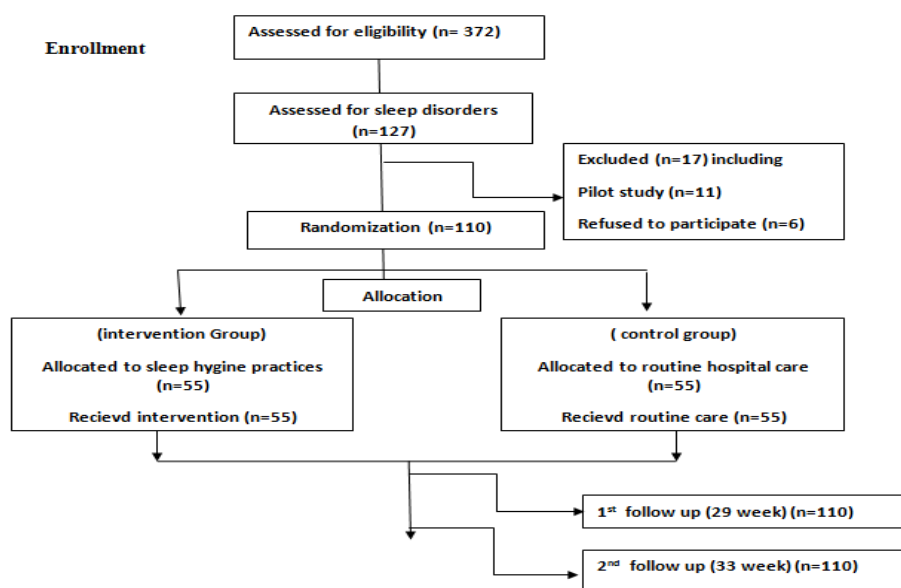 Assessed for eligibility (n= 372)
Enrollment
Assessed for sleep disorders
(n=127)
Excluded (n=17) including
Pilot study (n=11)
Refused to participate (n=6)
Randomization (n=110)
Allocation
(intervention Group)
Allocated to sleep hygine practices
(n=55)
Recievd intervention (n=55)
( control group)
Allocated to routine hospital care
(n=55)
Recievd routine care (n=55)
1st follow up (29 week) (n=110)
2nd follow up (33 week) (n=110)